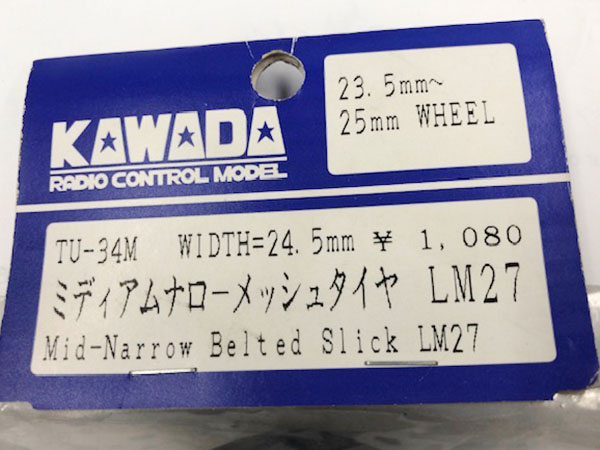 KAWADA
RADIO CONTROL MODEL
23.5mm~
25mm WHEEL
TU-34M WIDTH=24.5mm ¥ 1,080
ミディアムナローメッシュタイヤ LM27
Mid-Narrow Belted Slick LM27